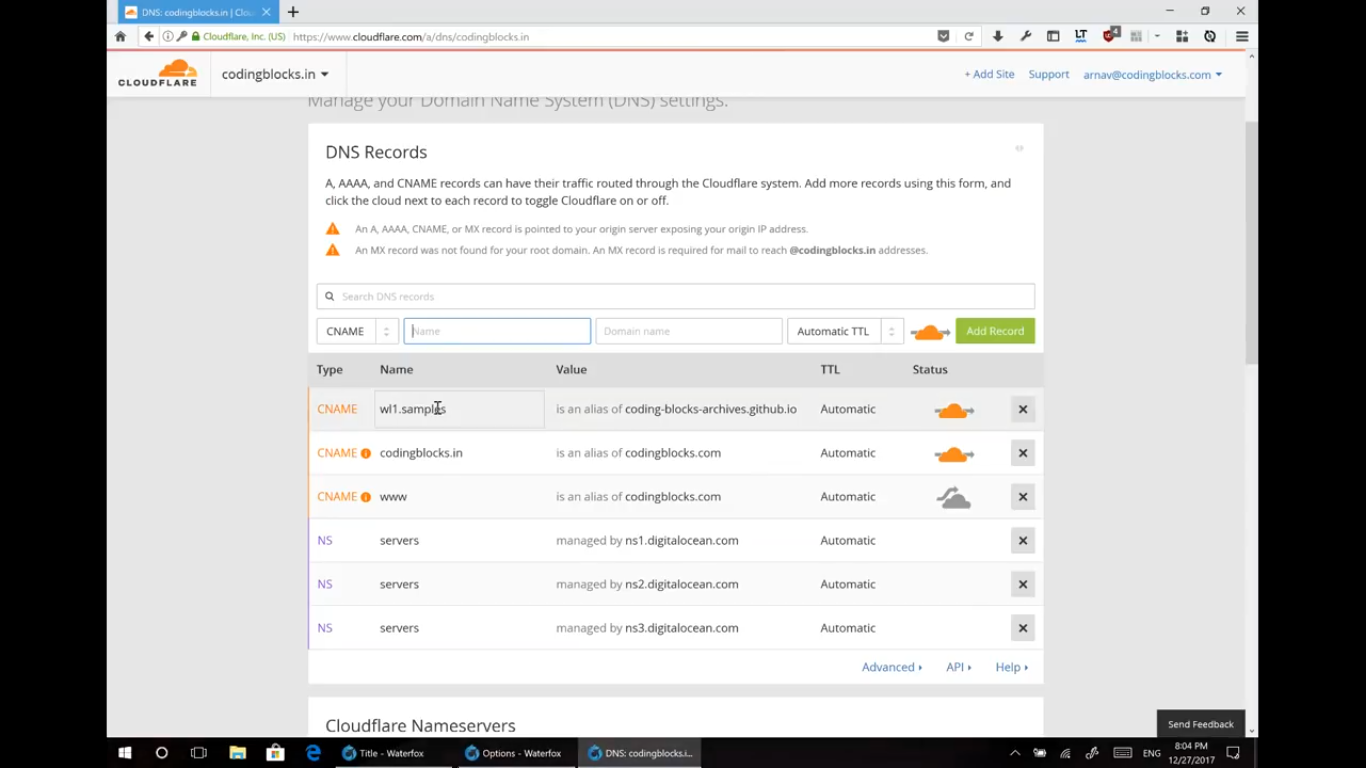 DNS: codingblocks.in | Clou
Cloudflare, Inc. (US) https://www.cloudflare.com/a/dns/codingblocks.in
LT
4
CLOUDFLARE codingblocks.in + Add Site Support arnav@codingblocks.com
Manage your Domain Name System (DNS) settings.
DNS Records
A, AAAA, and CNAME records can have their traffic routed through the Cloudflare system. Add more records using this form, and
click the cloud next to each record to toggle Cloudflare on or off.
An A, AAAA, CNAME, or MX record is pointed to your origin server exposing your origin IP address.
An MX record was not found for your root domain. An MX record is required for mail to reach @codingblocks.in addresses.
Search DNS records
CNAME Name Domain name Automatic TTL Add Record
Type Name Value TTL Status
CNAME wl1.samples is an alias of coding-blocks-archives.github.io Automatic
CNAME codingblocks.in is an alias of codingblocks.com Automatic
CNAME www is an alias of codingblocks.com Automatic
NS servers managed by ns1.digitalocean.com Automatic
NS servers managed by ns2.digitalocean.com Automatic
NS servers managed by ns3.digitalocean.com Automatic
Advanced API Help
Cloudflare Nameservers
Send Feedback
Title - Waterfox Options - Waterfox DNS: codingblocks.i... ENG 8:04 PM
12/27/2017